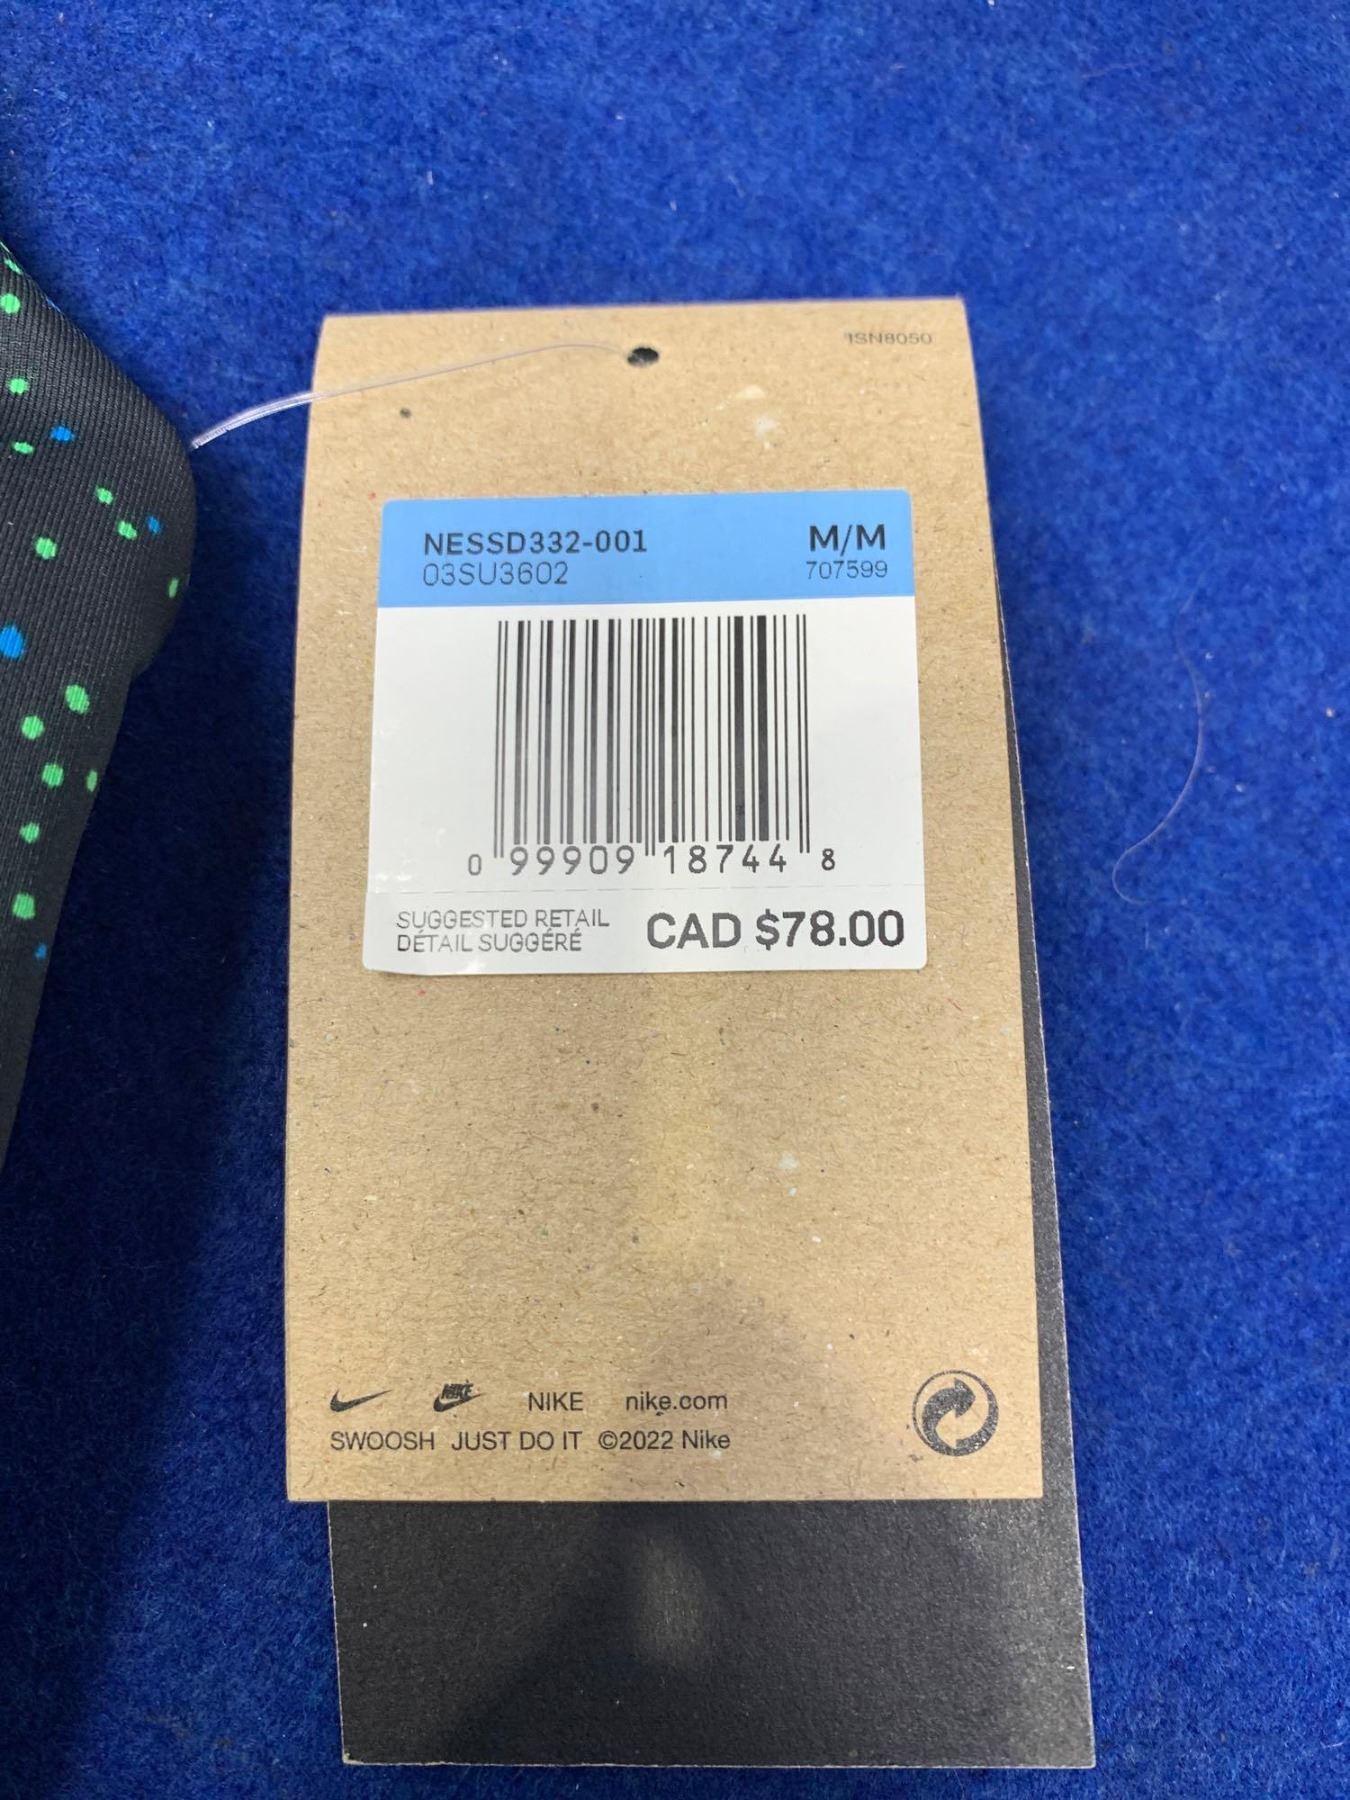 1SN8050
NESSD332-001 M/M
03SU3602 707599
0 99909 18744 8
SUGGESTED RETAIL
DÉTAIL SUGGÉRÉ CAD $78.00
NIKE NIKE nike.com
SWOOSH JUST DO IT ©2022 Nike